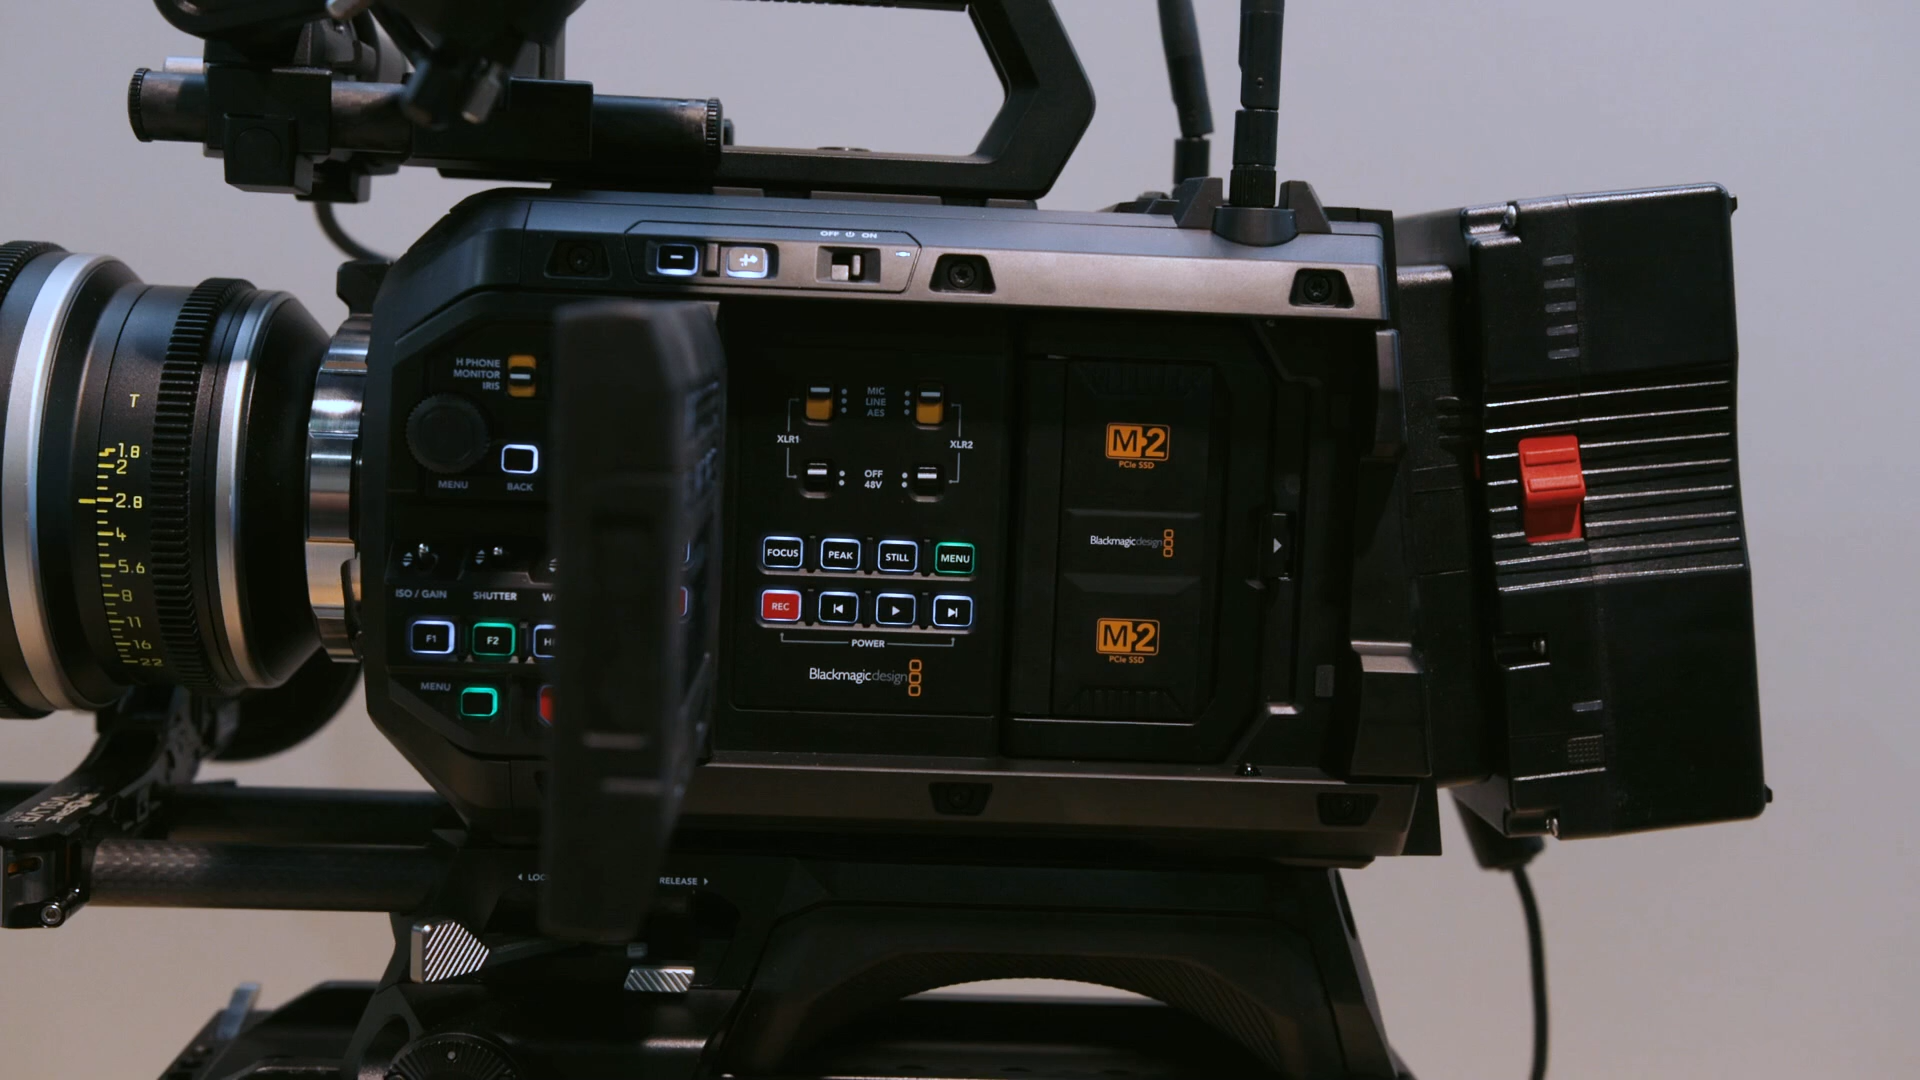 OFF ON
H PHONE
MONITOR
IRIS
MENU
BACK
T
1.8
2
2.8
4
5.6
8
11
16
22
ISO / GAIN
SHUTTER
F1
F2
MENU
MIC
LINE
AES
XLR1
XLR2
OFF
48V
FOCUS
PEAK
STILL
MENU
REC
POWER
Blackmagicdesign
M·2
PCIe SSD
Blackmagicdesign
M·2
PCIe SSD
RELEASE